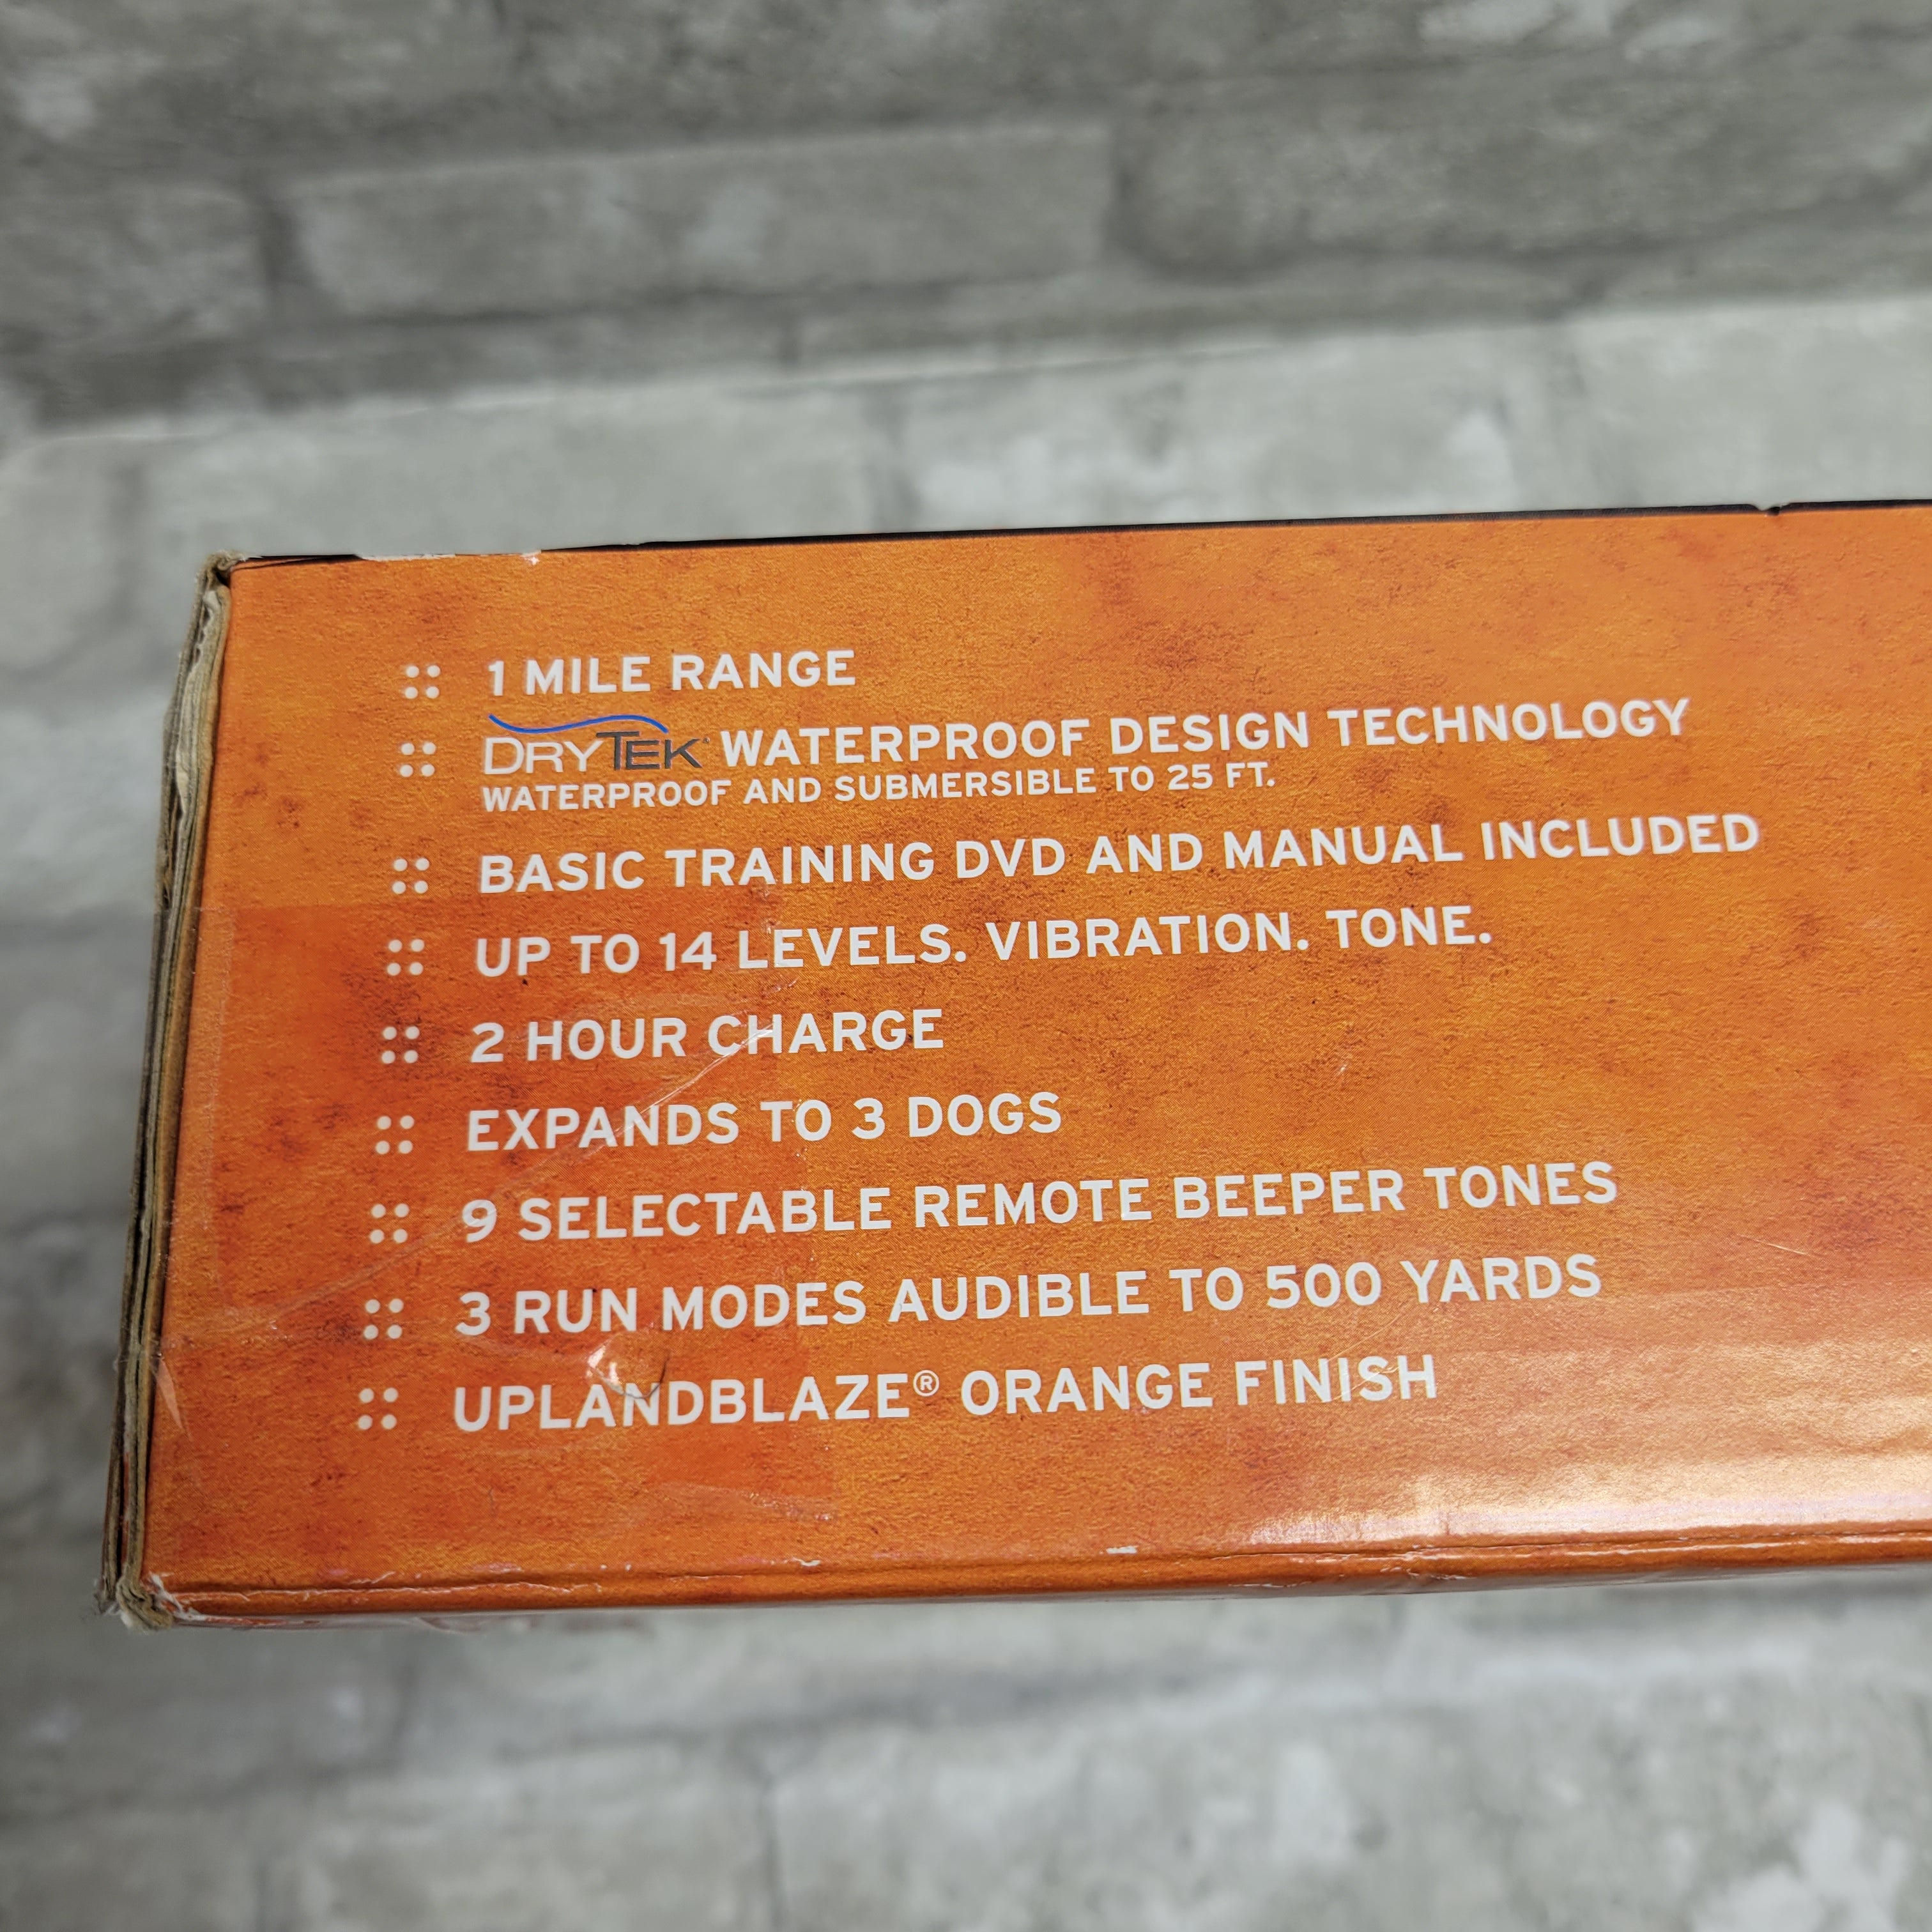 1 MILE RANGE
DRYTEK WATERPROOF DESIGN TECHNOLOGY
WATERPROOF AND SUBMERSIBLE TO 25 FT.
BASIC TRAINING DVD AND MANUAL INCLUDED
UP TO 14 LEVELS. VIBRATION. TONE.
2 HOUR CHARGE
EXPANDS TO 3 DOGS
9 SELECTABLE REMOTE BEEPER TONES
3 RUN MODES AUDIBLE TO 500 YARDS
UPLANDBLAZE® ORANGE FINISH